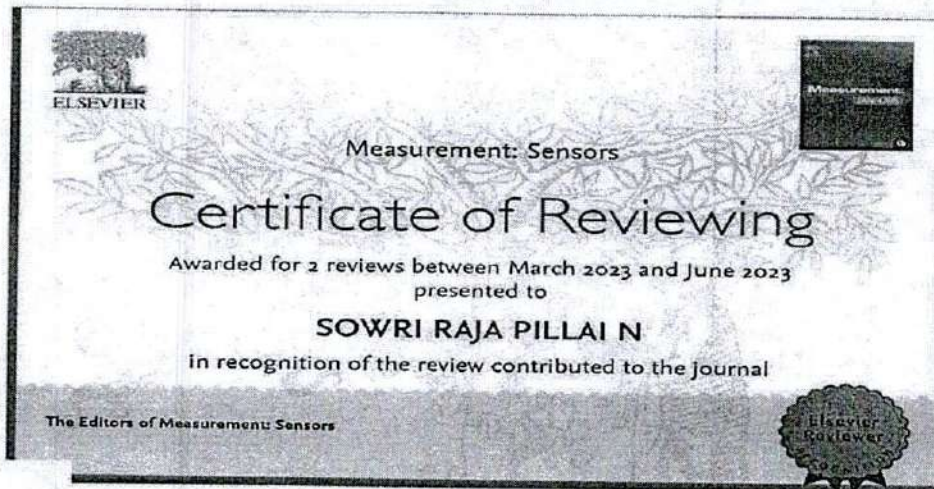 ELSEVIER
Measurement:
Measurement: Sensors
Certificate of Reviewing
Awarded for 2 reviews between March 2023 and June 2023
presented to
SOWRI RAJA PILLAI N
in recognition of the review contributed to the journal
The Editors of Measurement: Sensors
Elsevier
Reviewer